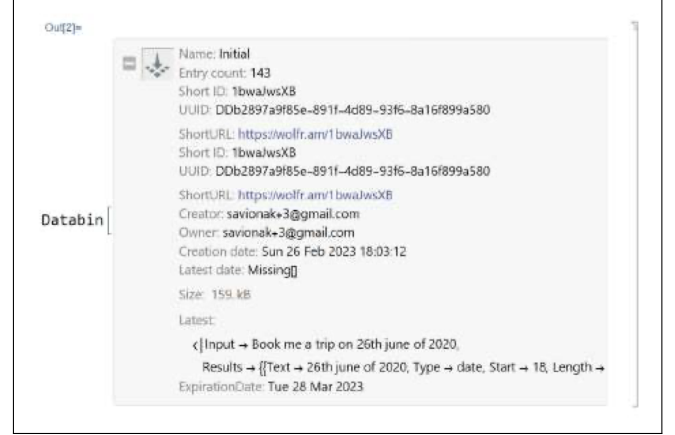 Out[2]=
Name: Initial
Entry count: 143
Short ID: 1bwaJwsXB
UUID: DDb2897a9f85e-891f-4d89-93f6-8a16f899a580
ShortURL: https://wolfr.am/1bwaJwsXB
Short ID: 1bwaJwsXB
UUID: DDb2897a9f85e-891f-4d89-93f6-8a16f899a580
ShortURL: https://wolfr.am/1bwaJwsXB
Databin[
Creator: savionak+3@gmail.com
Owner: savionak+3@gmail.com
Creation date: Sun 26 Feb 2023 18:03:12
Latest date: Missing[]
Size: 159. kB
Latest:
<|Input → Book me a trip on 26th june of 2020,
Results → {{Text → 26th june of 2020, Type → date, Start → 18, Length →
ExpirationDate: Tue 28 Mar 2023